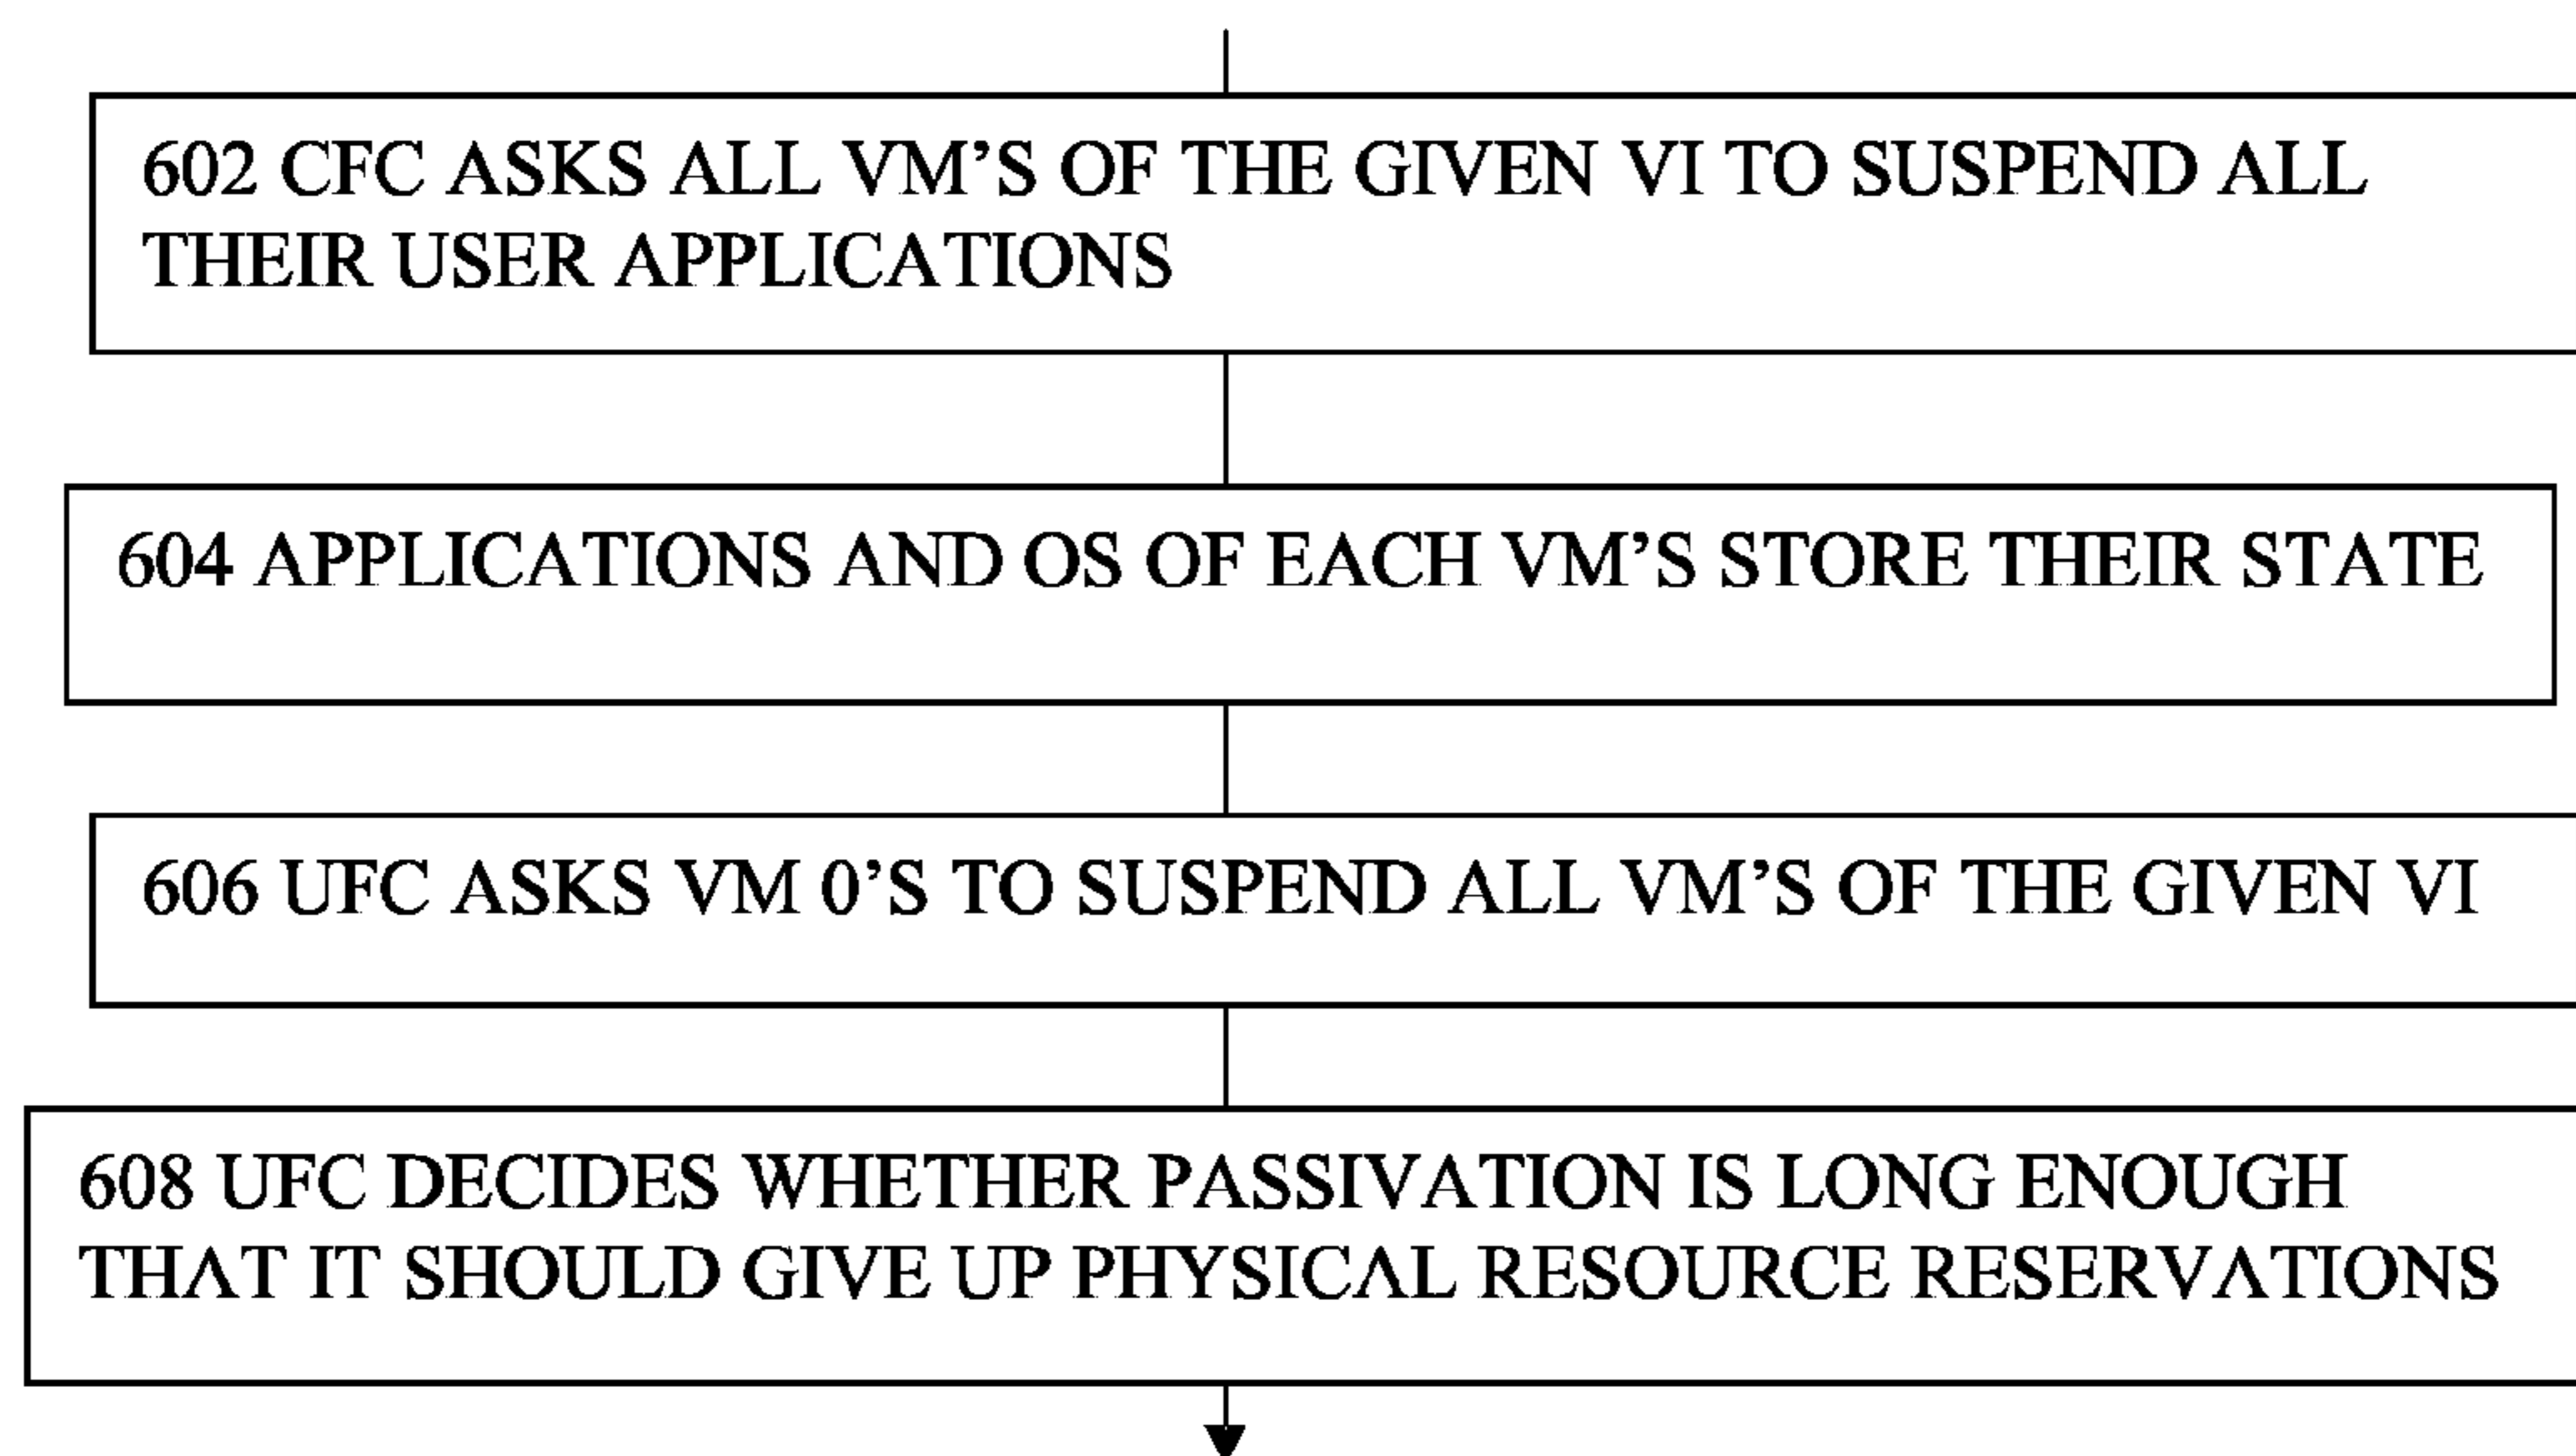 602 CFC ASKS ALL VM’S OF THE GIVEN VI TO SUSPEND ALL
THEIR USER APPLICATIONS
604 APPLICATIONS AND OS OF EACH VM’S STORE THEIR STATE
606 UFC ASKS VM 0’S TO SUSPEND ALL VM’S OF THE GIVEN VI
608 UFC DECIDES WHETHER PASSIVATION IS LONG ENOUGH
THAT IT SHOULD GIVE UP PHYSICAL RESOURCE RESERVATIONS